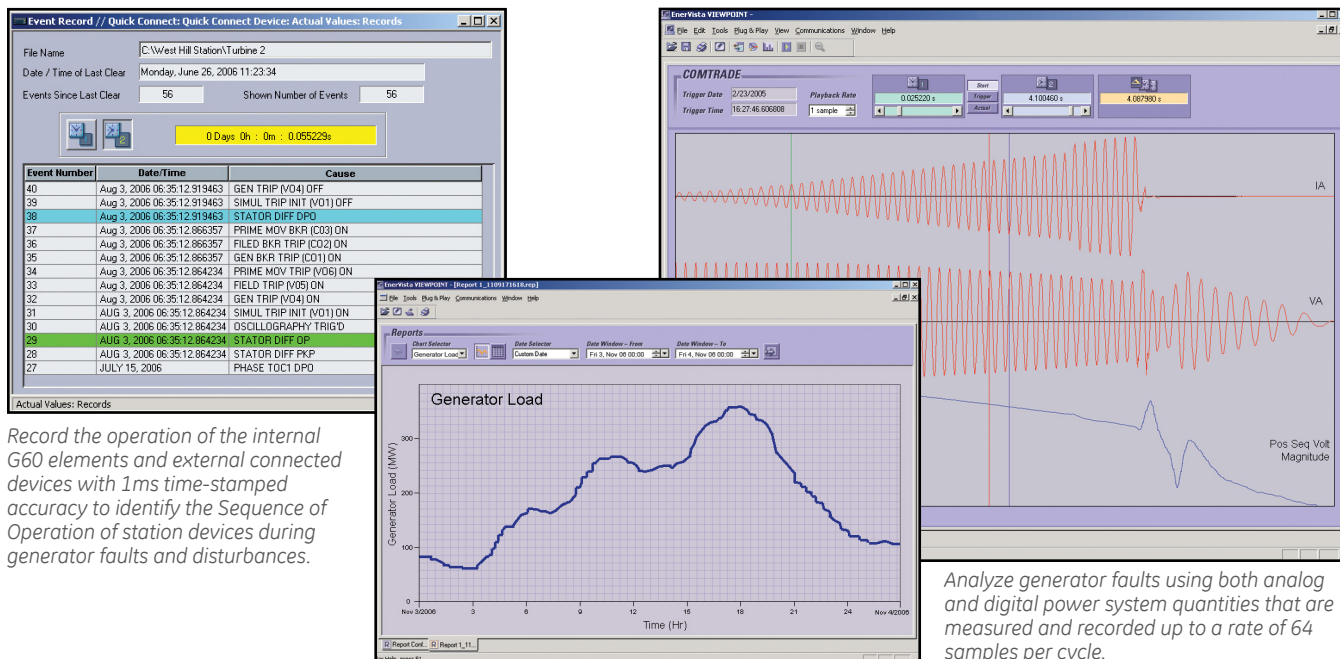 Event Record // Quick Connect: Quick Connect Device: Actual Values: Records
File Name C:\West Hill Station\Turbine 2
Date / Time of Last Clear Monday, June 26, 2006 11:23:34
Events Since Last Clear 56 Shown Number of Events 56
1 2 0 Days 0h : 0m : 0.055229s
Event Number Date/Time Cause
40 Aug 3, 2006 06:35:12.919463 GEN TRIP (VO4) OFF
39 Aug 3, 2006 06:35:12.919463 SIMUL TRIP INIT (VO1) OFF
38 Aug 3, 2006 06:35:12.919463 STATOR DIFF DPO
37 Aug 3, 2006 06:35:12.866357 PRIME MOV BKR (CO3) ON
36 Aug 3, 2006 06:35:12.866357 FILED BKR TRIP (CO2) ON
35 Aug 3, 2006 06:35:12.866357 GEN BKR TRIP (CO1) ON
34 Aug 3, 2006 06:35:12.864234 PRIME MOV TRIP (VO6) ON
33 Aug 3, 2006 06:35:12.864234 FIELD TRIP (VO5) ON
32 Aug 3, 2006 06:35:12.864234 GEN TRIP (VO4) ON
31 AUG 3, 2006 06:35:12.864234 SIMUL TRIP INIT (VO1) ON
30 AUG 3, 2006 06:35:12.864234 OSCILLOGRAPHY TRIG'D
29 AUG 3, 2006 06:35:12.864234 STATOR DIFF OP
28 AUG 3, 2006 06:35:12.864234 STATOR DIFF PKP
27 JULY 15, 2006 PHASE TOC1 DPO
Actual Values: Records
Record the operation of the internal
G60 elements and external connected
devices with 1ms time-stamped
accuracy to identify the Sequence of
Operation of station devices during
generator faults and disturbances.
EnerVista VIEWPOINT - [Report 1_1109171618.rep]
File Tools Plug & Play Communications Window Help
Reports
Chart Selector Date Selector Date Window – From Date Window – To
Generator Load Custom Date Fri 3, Nov 06 00:00 Fri 4, Nov 06 00:00
Generator Load
Generator Load (MW)
300
200
100
0
Nov 3/2006 3 6 9 12 15 18 21 24 Nov 4/2006
Time (Hr)
Report Conf... Report 1_11...
EnerVista VIEWPOINT -
File Edit Tools Plug & Play View Communications Window Help
COMTRADE
Trigger Date 2/23/2005 Playback Rate
Trigger Time 16:27:46.606808 1 sample
0.025220 s
Start
Trigger
Actual
4.100460 s
4.087980 s
IA
VA
Pos Seq Volt
Magnitude
Analyze generator faults using both analog
and digital power system quantities that are
measured and recorded up to a rate of 64
samples per cycle.